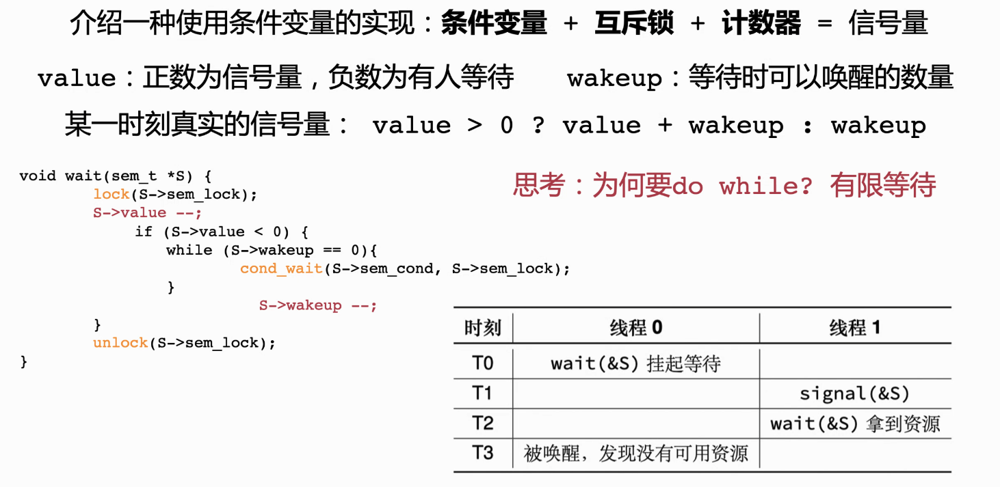 介绍一种使用条件变量的实现：条件变量 + 互斥锁 + 计数器 = 信号量
value：正数为信号量，负数为有人等待 wakeup：等待时可以唤醒的数量
某一时刻真实的信号量： value > 0 ? value + wakeup : wakeup
思考：为何要do while? 有限等待
void wait(sem_t *S) {
lock(S->sem_lock);
S->value --;
if (S->value < 0) {
while (S->wakeup == 0){
cond_wait(S->sem_cond, S->sem_lock);
}
S->wakeup --;
}
unlock(S->sem_lock);
}
时刻 线程 0 线程 1
T0 wait(&S) 挂起等待
T1 signal(&S)
T2 wait(&S) 拿到资源
T3 被唤醒，发现没有可用资源